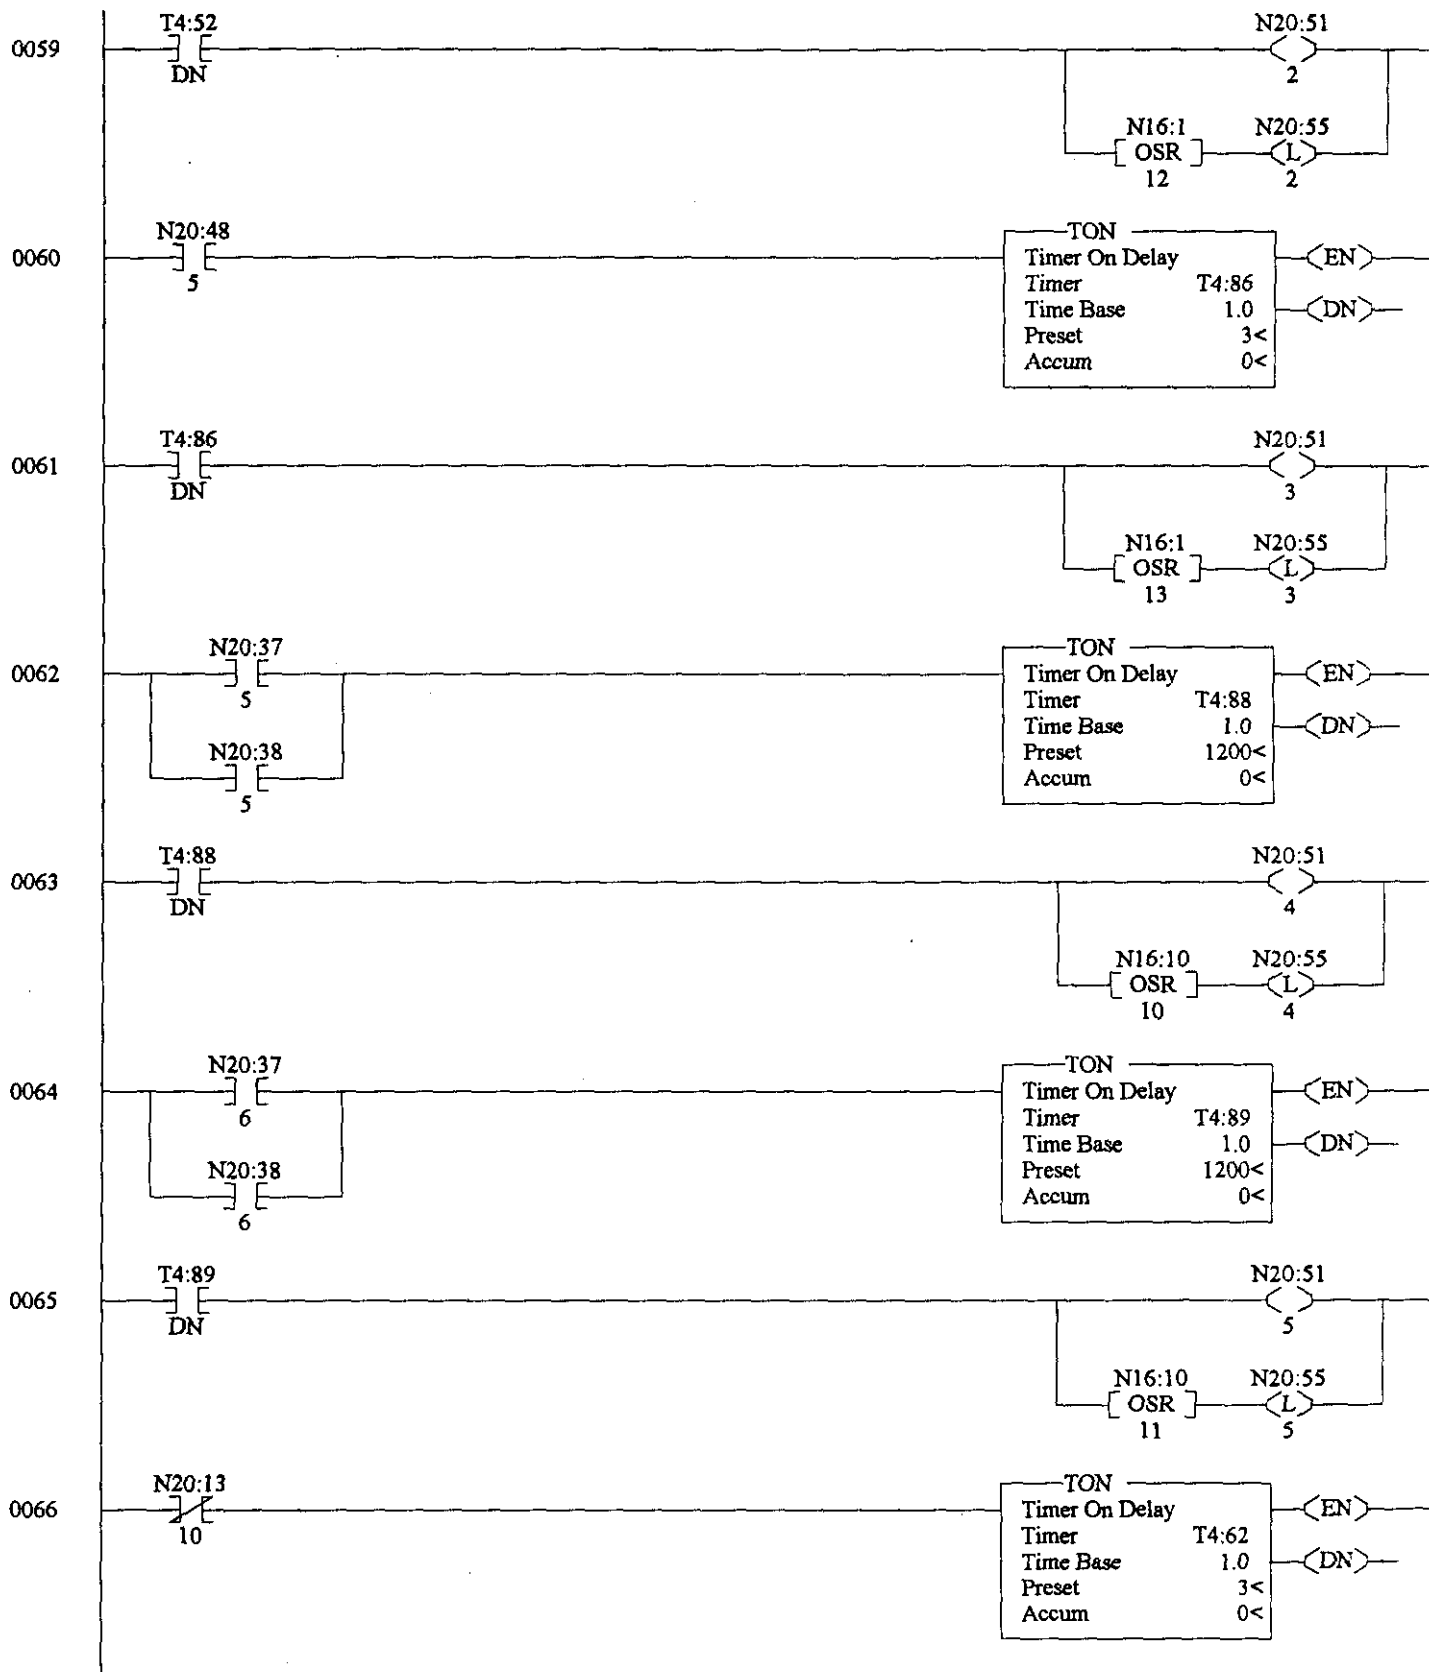 T4:52
N20:51
0059
DN
2
N16:1
N20:55
OSR
L
12
2
N20:48
TON
0060
Timer On Delay
EN
5
Timer T4:86
Time Base 1.0
DN
Preset 3<
Accum 0<
T4:86
N20:51
0061
DN
3
N16:1
N20:55
OSR
L
13
3
N20:37
TON
0062
Timer On Delay
EN
5
Timer T4:88
Time Base 1.0
DN
N20:38
Preset 1200<
Accum 0<
5
T4:88
N20:51
0063
DN
4
N16:10
N20:55
OSR
L
10
4
N20:37
TON
0064
Timer On Delay
EN
6
Timer T4:89
Time Base 1.0
DN
N20:38
Preset 1200<
Accum 0<
6
T4:89
N20:51
0065
DN
5
N16:10
N20:55
OSR
L
11
5
N20:13
TON
0066
Timer On Delay
EN
10
Timer T4:62
Time Base 1.0
DN
Preset 3<
Accum 0<